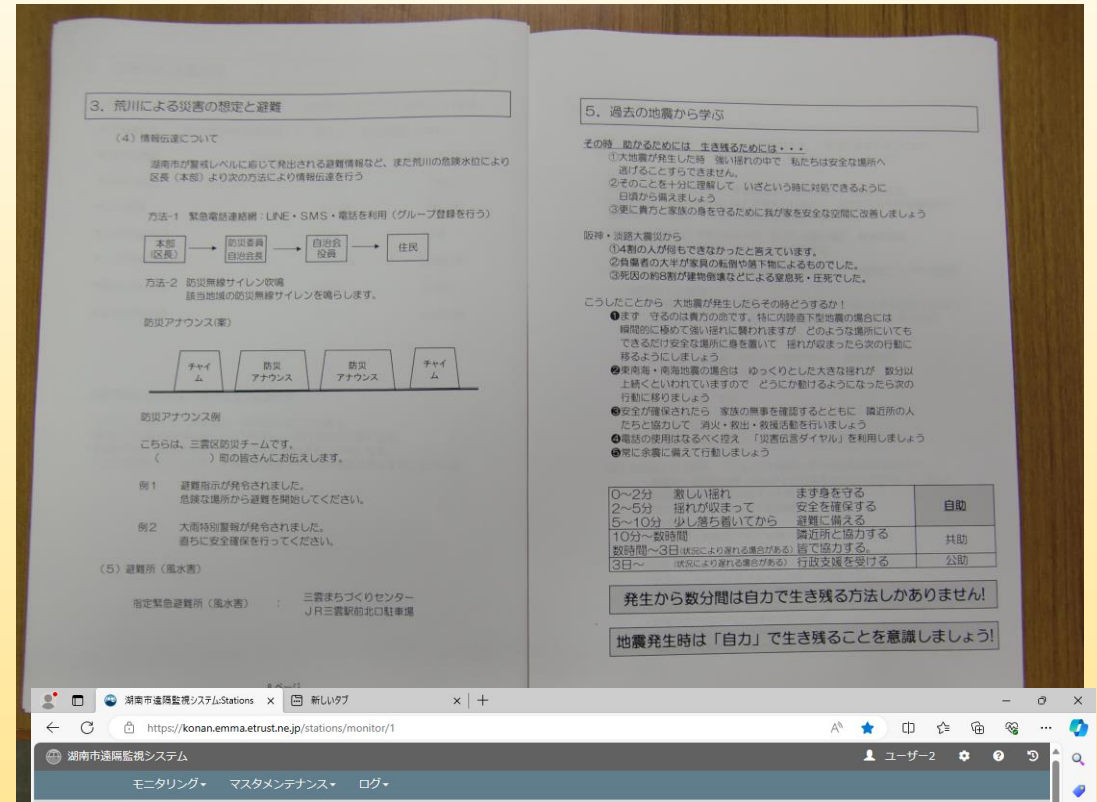 3．荒川による災害の想定と避難
（4）情報伝達について
湖南市が警戒レベルに応じて発出される避難情報など、また荒川の危険水位により
区長（本部）より次の方法により情報伝達を行う
方法-1 緊急電話連絡網：LINE・SMS・電話を利用（グループ登録を行う）
本部（区長） 防災委員 自治会長 自治会役員 住民
方法-2 防災無線サイレン吹鳴
該当地域の防災無線サイレンを鳴らします。
防災アナウンス(案)
チャイム 防災アナウンス 防災アナウンス チャイム
防災アナウンス例
こちらは、三雲区防災チームです。
（　　　　）町の皆さんにお伝えします。
例1 避難指示が発令されました。
危険な場所から避難を開始してください。
例2 大雨特別警報が発令されました。
直ちに安全確保を行ってください。
（5）避難所（風水害）
指定緊急避難所（風水害） ： 三雲まちづくりセンター
ＪＲ三雲駅前北口駐車場
8 ページ
5．過去の地震から学ぶ
その時　助かるためには　生き残るためには・・・
①大地震が発生した時　強い揺れの中で　私たちは安全な場所へ
逃げることすらできません。
②そのことを十分に理解して　いざという時に対処できるように
日頃から備えましょう
③更に貴方と家族の身を守るために我が家を安全な空間に改善しましょう
阪神・淡路大震災から
①4割の人が何もできなかったと答えています。
②負傷者の大半が家具の転倒や落下物によるものでした。
③死因の約8割が建物倒壊などによる窒息死・圧死でした。
こうしたことから　大地震が発生したらその時どうするか！
❶まず　守るのは貴方の命です。特に内陸直下型地震の場合には
瞬間的に極めて強い揺れに襲われますが　どのような場所にいても
できるだけ安全な場所に身を置いて　揺れが収まったら次の行動に
移るようにしましょう
❷東南海・南海地震の場合は　ゆっくりとした大きな揺れが　数分以
上続くといわれていますので　どうにか動けるようになったら次の
行動に移りましょう
❸安全が確保されたら　家族の無事を確認するとともに　隣近所の人
たちと協力して　消火・救出・救援活動を行いましょう
❹電話の使用はなるべく控え　「災害伝言ダイヤル」を利用しましょう
❺常に余震に備えて行動しましょう
0～2分 激しい揺れ まず身を守る
2～5分 揺れが収まって 安全を確保する 自助
5～10分 少し落ち着いてから 避難に備える
10分～数時間 隣近所と協力する 共助
数時間～3日(状況により遅れる場合がある) 皆で協力する。
3日～ (状況により遅れる場合がある) 行政支援を受ける 公助
発生から数分間は自力で生き残る方法しかありません!
地震発生時は「自力」で生き残ることを意識しましょう!
湖南市遠隔監視システム:Stations 新しいタブ
https://konan.emma.etrust.ne.jp/stations/monitor/1
湖南市遠隔監視システム ユーザー2
モニタリング マスタメンテナンス ログ